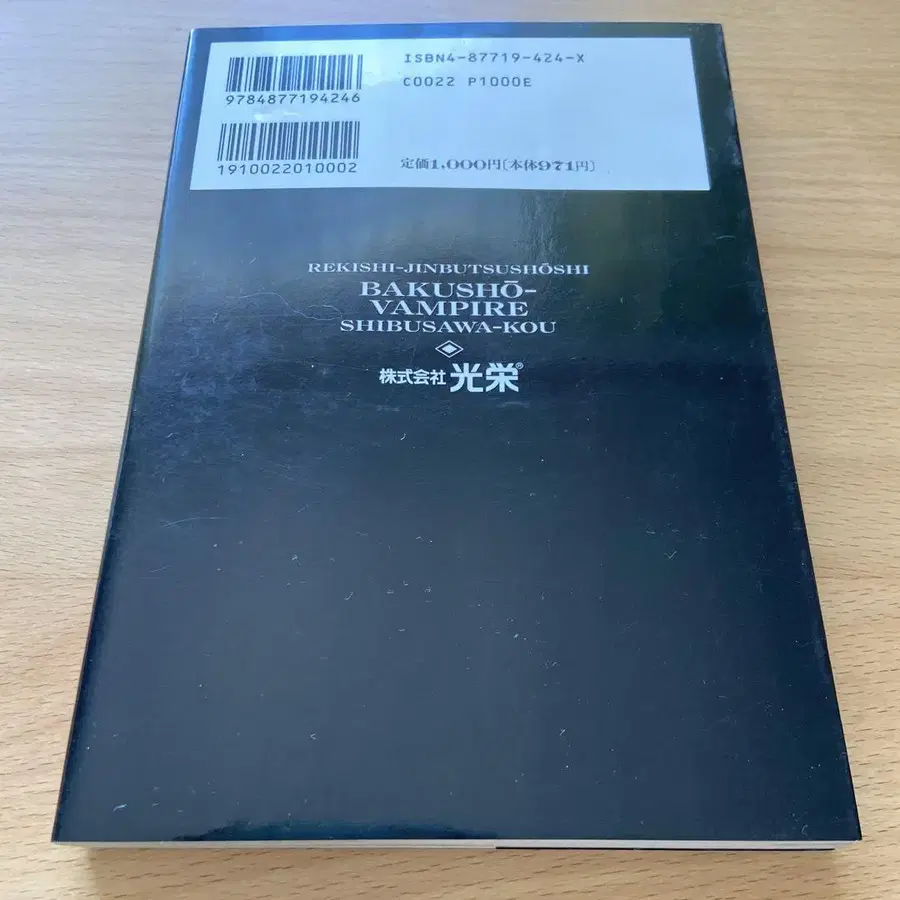 ISBN4-87719-424-X
C0022 P1000E
9784877194246
1910022010002
定価1,000円〔本体971円〕
REKISHI-JINBUTSUSHŌSHI
BAKUSHŌ-
VAMPIRE
SHIBUSAWA-KOU
株式会社 光栄®